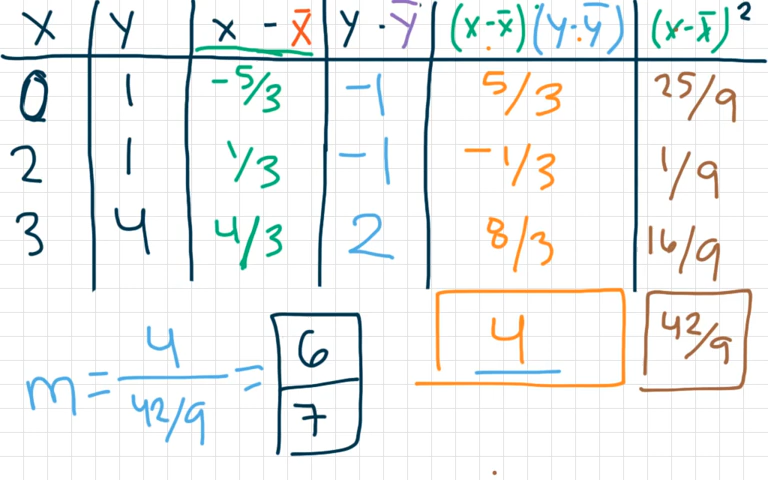 x y x - x̄ y - ȳ (x-x̄)(y-ȳ) (x-x̄)²
0 1 -5/3 -1 5/3 25/9
2 1 1/3 -1 -1/3 1/9
3 4 4/3 2 8/3 16/9
4 42/9
m = 4 / 42/9 = 6/7